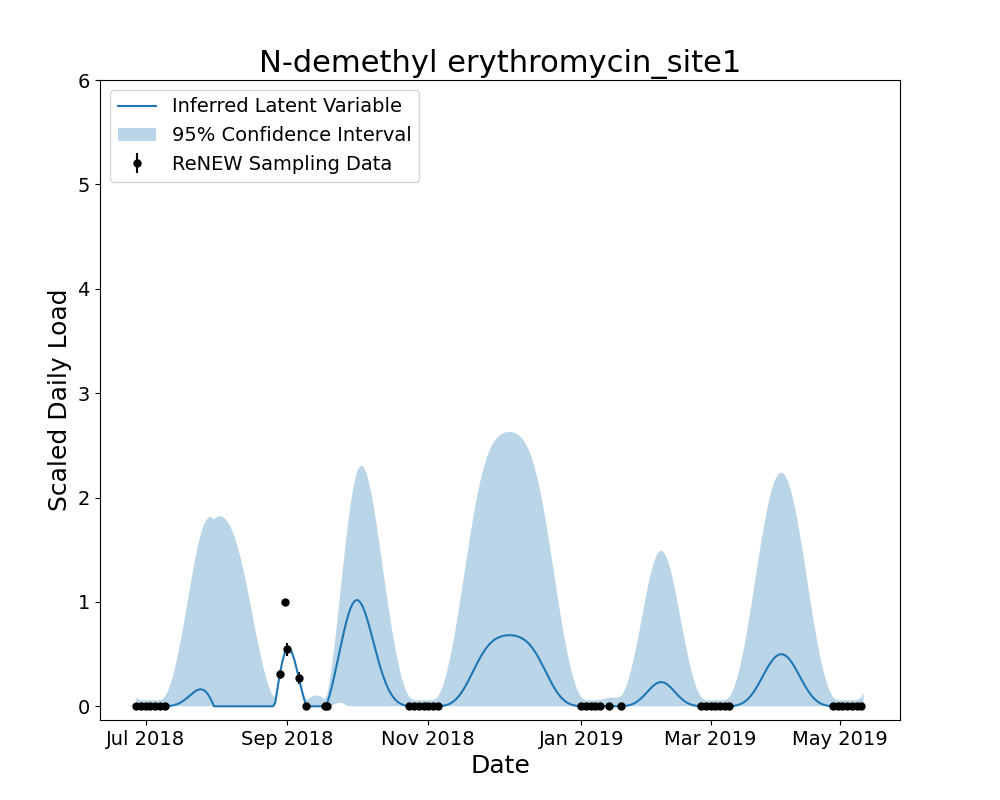 N-demethyl erythromycin_site1
6
Inferred Latent Variable
95% Confidence Interval
ReNEW Sampling Data
5
4
3
2
1
0
Scaled Daily Load
Jul 2018 Sep 2018 Nov 2018 Jan 2019 Mar 2019 May 2019
Date